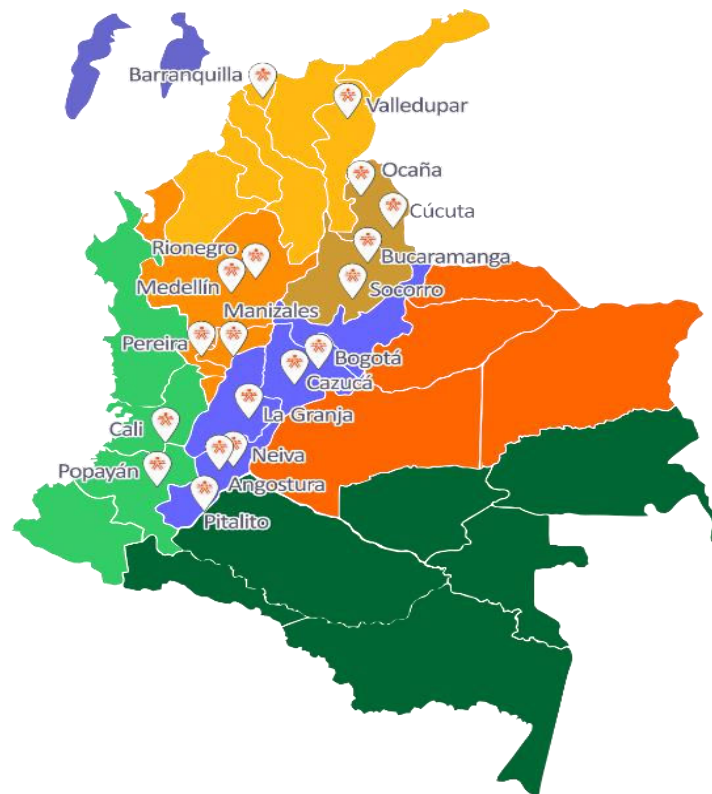 Barranquilla
Valledupar
Ocaña
Cúcuta
Rionegro
Bucaramanga
Medellín
Socorro
Manizales
Pereira
Bogotá
Cazucá
La Granja
Cali
Neiva
Popayán
Angostura
Pitalito